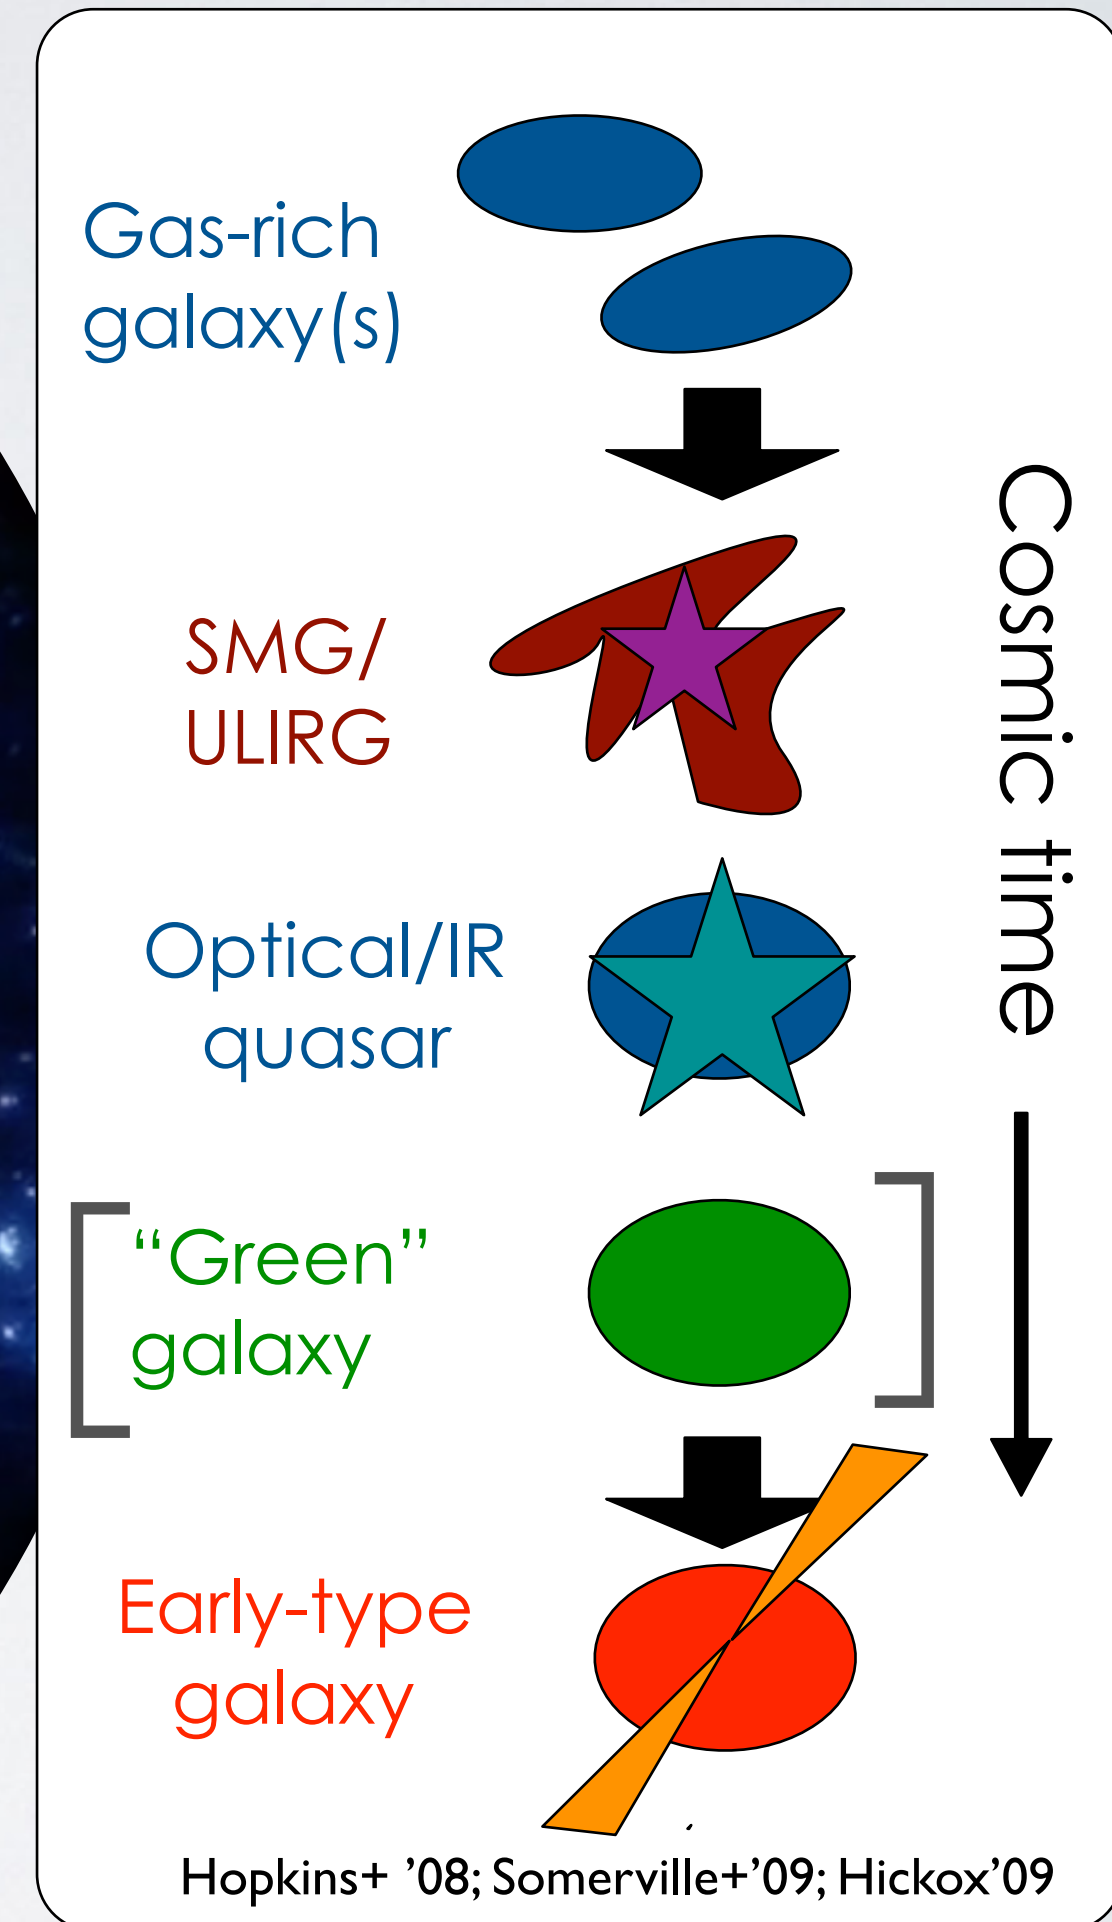 Gas-rich
galaxy(s)
SMG/
ULIRG
Cosmic time
Optical/IR
quasar
“Green”
galaxy
Early-type
galaxy
Hopkins+ ’08; Somerville+’09; Hickox’09